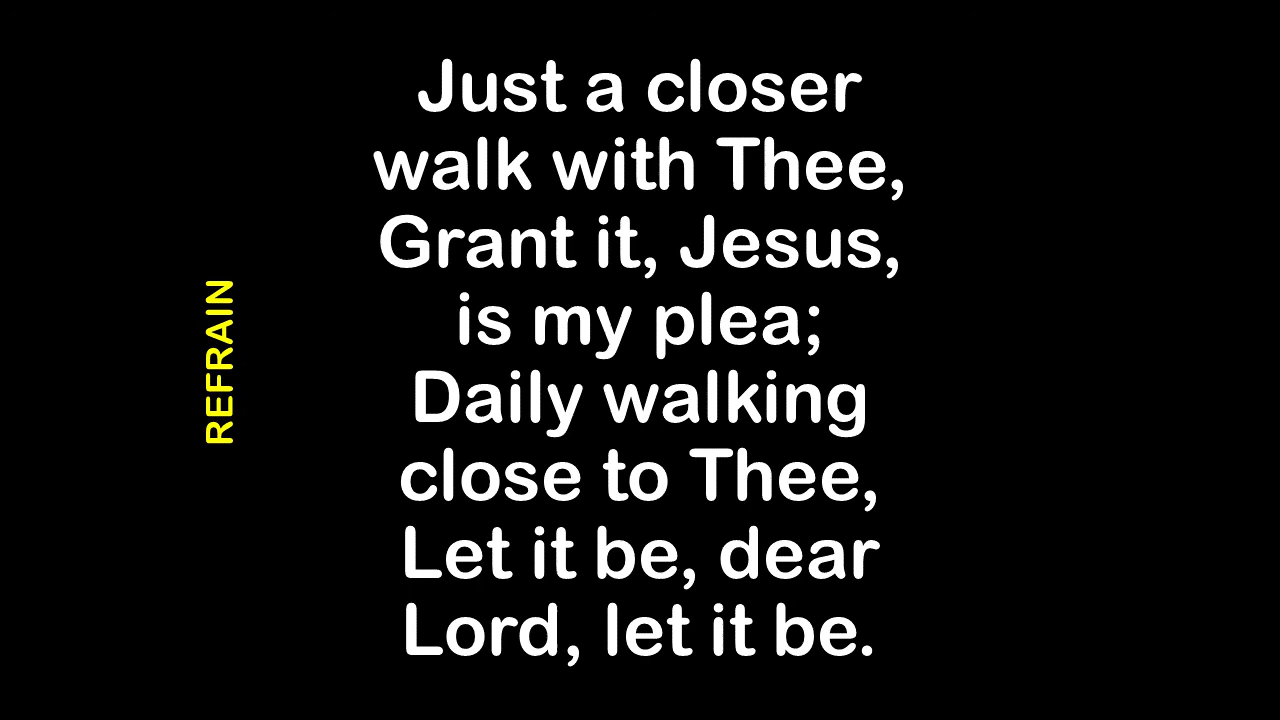 REFRAIN
Just a closer
walk with Thee,
Grant it, Jesus,
is my plea;
Daily walking
close to Thee,
Let it be, dear
Lord, let it be.